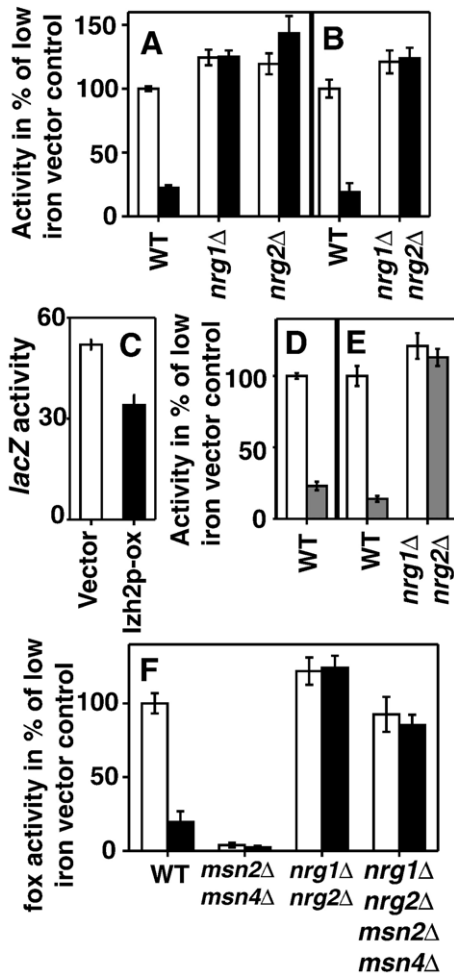 Activity in % of low
iron vector control
150
100
50
0
A
B
WT
nrg1Δ
nrg2Δ
WT
nrg1Δ
nrg2Δ
lacZ activity
60
30
0
C
Vector
Izh2p-ox
Activity in % of low
iron vector control
100
50
0
D
E
WT
WT
nrg1Δ
nrg2Δ
fox activity in % of low
iron vector control
100
50
0
F
WT
msn2Δ
msn4Δ
nrg1Δ
nrg2Δ
nrg1Δ
nrg2Δ
msn2Δ
msn4Δ